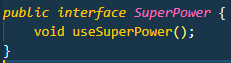 public interface SuperPower {
    void useSuperPower();
}